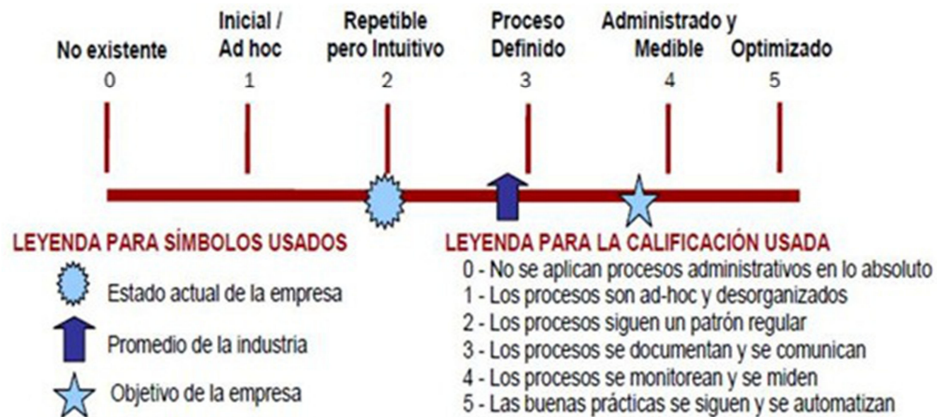 No existente
0
Inicial /
Ad hoc
1
Repetible
pero Intuitivo
2
Proceso
Definido
3
Administrado y
Medible
4
Optimizado
5
LEYENDA PARA SÍMBOLOS USADOS
Estado actual de la empresa
Promedio de la industria
Objetivo de la empresa
LEYENDA PARA LA CALIFICACIÓN USADA
0 - No se aplican procesos administrativos en lo absoluto
1 - Los procesos son ad-hoc y desorganizados
2 - Los procesos siguen un patrón regular
3 - Los procesos se documentan y se comunican
4 - Los procesos se monitorean y se miden
5 - Las buenas prácticas se siguen y se automatizan